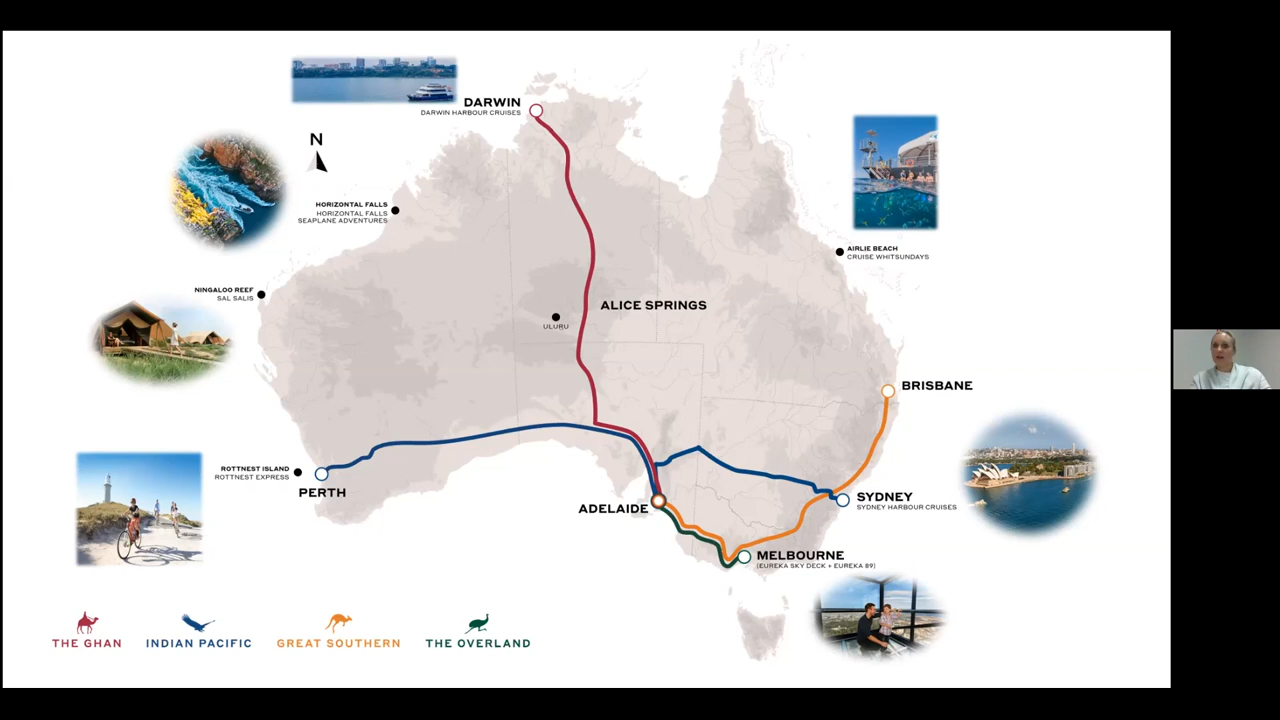 DARWIN
DARWIN HARBOUR CRUISES
N
HORIZONTAL FALLS
HORIZONTAL FALLS
SEAPLANE ADVENTURES
AIRLIE BEACH
CRUISE WHITSUNDAYS
NINGALOO REEF
SAL SALIS
ALICE SPRINGS
ULURU
BRISBANE
ROTTNEST ISLAND
ROTTNEST EXPRESS
PERTH
ADELAIDE
SYDNEY
SYDNEY HARBOUR CRUISES
MELBOURNE
(EUREKA SKY DECK + EUREKA 89)
THE GHAN
INDIAN PACIFIC
GREAT SOUTHERN
THE OVERLAND